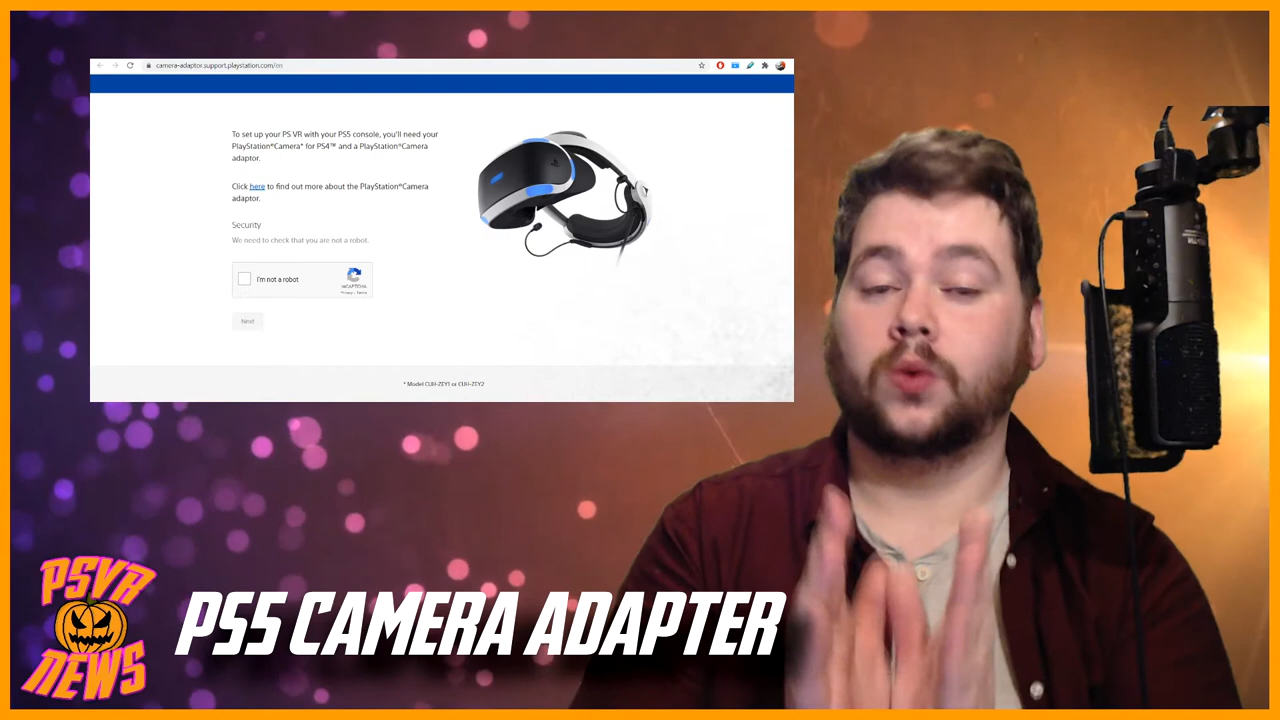 camera-adaptor.support.playstation.com/en
To set up your PS VR with your PS5 console, you'll need your
PlayStation®Camera* for PS4™ and a PlayStation®Camera
adaptor.
Click here to find out more about the PlayStation®Camera
adaptor.
Security
We need to check that you are not a robot.
I'm not a robot
reCAPTCHA
Privacy - Terms
Next
* Model CUH-ZEY1 or CUH-ZEY2
PSVR
NEWS
PS5 CAMERA ADAPTER